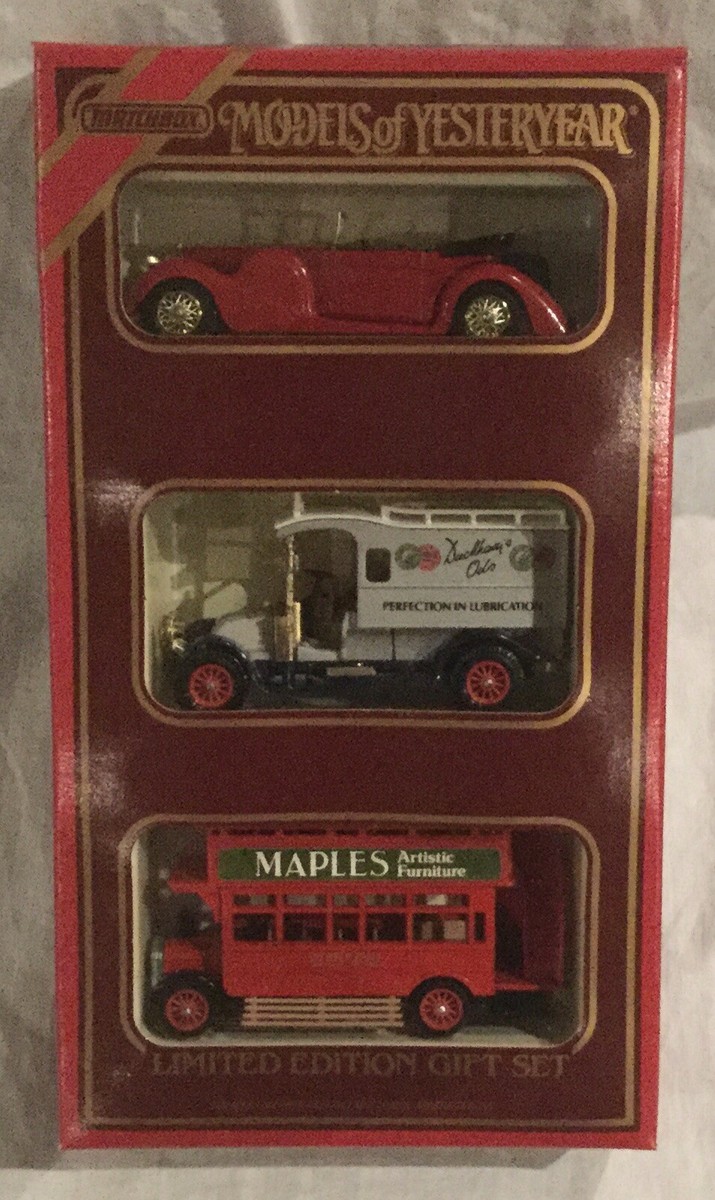 MATCHBOX
MODELS of YESTERYEAR®
Duckham's
Oils
PERFECTION IN LUBRICATION
MAPLES Artistic
Furniture
LIMITED EDITION GIFT SET